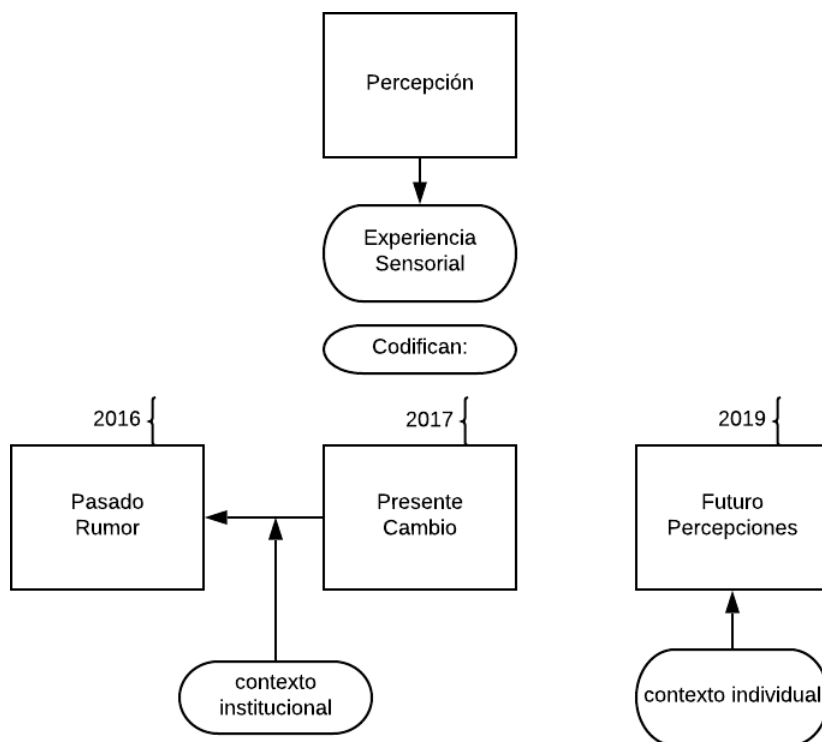 Percepción
Experiencia
Sensorial
Codifican:
2016
2017
2019
Pasado
Rumor
Presente
Cambio
Futuro
Percepciones
contexto
institucional
contexto individual